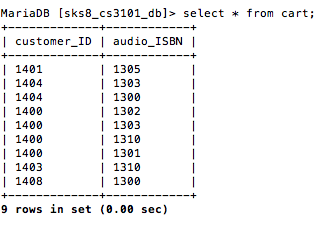 MariaDB [sks8_cs3101_db]> select * from cart;
+-------------+------------+
| customer_ID | audio_ISBN |
+-------------+------------+
| 1401        | 1305       |
| 1404        | 1303       |
| 1404        | 1300       |
| 1400        | 1302       |
| 1400        | 1303       |
| 1400        | 1310       |
| 1400        | 1301       |
| 1403        | 1310       |
| 1408        | 1300       |
+-------------+------------+
9 rows in set (0.00 sec)